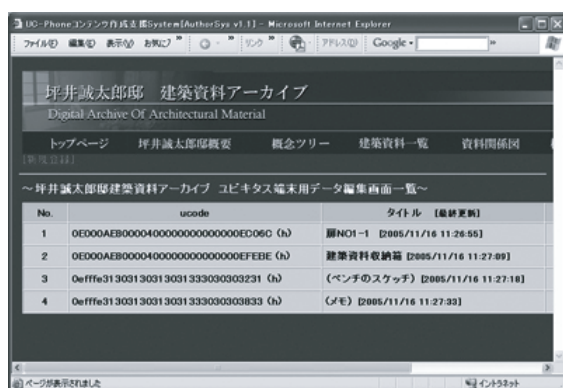 UC-Phoneコンテンツ作成支援System[AuthorSys v1.1] - Microsoft Internet Explorer
ファイル(F) 編集(E) 表示(V) お気に入り » リンク » アドレス(D) Google »
坪井誠太郎邸 建築資料アーカイブ
Digital Archive Of Architectural Material
トップページ 坪井誠太郎邸概要 概念ツリー 建築資料一覧 資料関係図
[新規登録]
～坪井誠太郎邸建築資料アーカイブ ユビキタス端末用データ編集画面一覧～
No. ucode タイトル [最終更新]
1 0E000AEB00004000000000000000EC06C (h) 扉NO1-1 [2005/11/16 11:26:55]
2 0E000AEB00004000000000000000EFEBE (h) 建築資料収納箱 [2005/11/16 11:27:09]
3 0efffe31303130313031333030303231 (h) (ベンチのスケッチ) [2005/11/16 11:27:18]
4 0efffe31303130313031333030303833 (h) (メモ) [2005/11/16 11:27:33]
ページが表示されました イントラネット